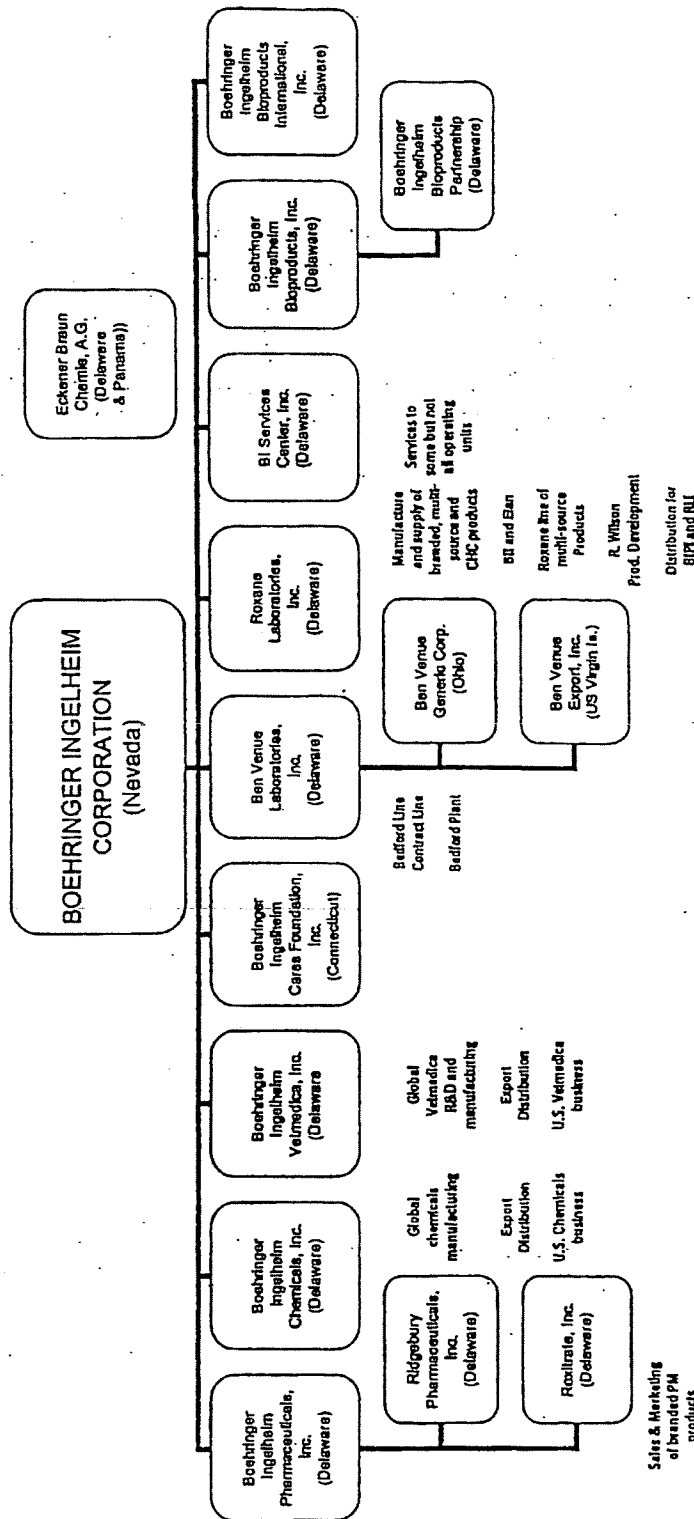 BOEHRINGER INGELHEIM
CORPORATION
(Nevada)
Eckener Braun
Chemie, A.G.
(Delaware
& Panama))
Boehringer
Ingelheim
Pharmaceuticals,
Inc.
(Delaware)
Boehringer
Ingelheim
Chemicals, Inc.
(Delaware)
Boehringer
Ingelheim
Vetmedica, Inc.
(Delaware
Boehringer
Ingelheim
Cares Foundation,
Inc.
(Connecticut)
Ben Venue
Laboratories,
Inc.
(Delaware)
Roxane
Laboratories,
Inc.
(Delaware)
BI Services
Center, Inc.
(Delaware)
Boehringer
Ingelheim
Bioproducts, Inc.
(Delaware)
Boehringer
Ingelheim
Bioproducts
International,
Inc.
(Delaware)
Ridgebury
Pharmaceuticals,
Inc.
(Delaware)
Roxitrate, Inc.
(Delaware)
Sales & Marketing
of branded PM
products
Global
chemicals
manufacturing
Export
Distribution
U.S. Chemicals
business
Global
Vetmedica
R&D and
manufacturing
Export
Distribution
U.S. Vetmedica
business
Bedford Line
Contract Line
Bedford Plant
Ben Venue
Generic Corp.
(Ohio)
Ben Venue
Export, Inc.
(US Virgin Is.)
Manufacture
and supply of
branded, multi-
source and
CHC products
BII and Elan
Roxane line of
multi-source
Products
R. Wilson
Prod. Development
Distribution for
BIPI and RLI
Services to
some but not
all operating
units
Boehringer
Ingelheim
Bioproducts
Partnership
(Delaware)